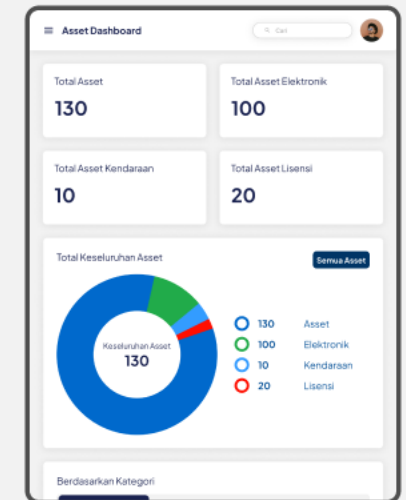 Asset Dashboard
Cari
Total Asset
130
Total Asset Elektronik
100
Total Asset Kendaraan
10
Total Asset Lisensi
20
Total Keseluruhan Asset
Semua Asset
Keseluruhan Asset
130
130 Asset
100 Elektronik
10 Kendaraan
20 Lisensi
Berdasarkan Kategori